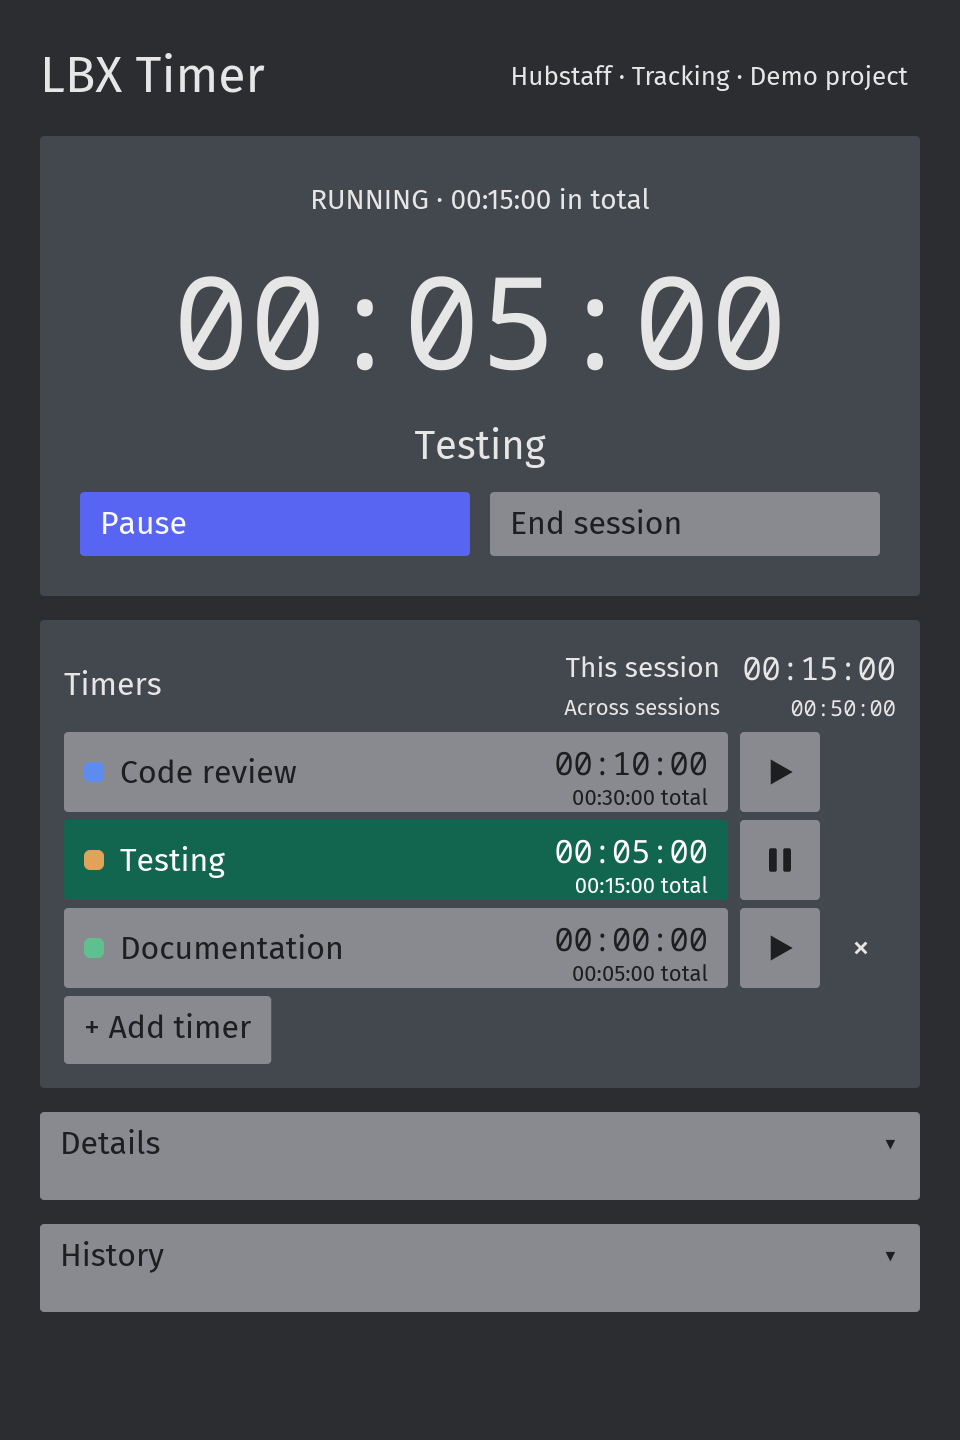 LBX Timer
Hubstaff · Tracking · Demo project
RUNNING · 00:15:00 in total
00:05:00
Testing
Pause
End session
Timers
This session 00:15:00
Across sessions 00:50:00
Code review 00:10:00
00:30:00 total
Testing 00:05:00
00:15:00 total
Documentation 00:00:00
00:05:00 total
×
+ Add timer
Details
History